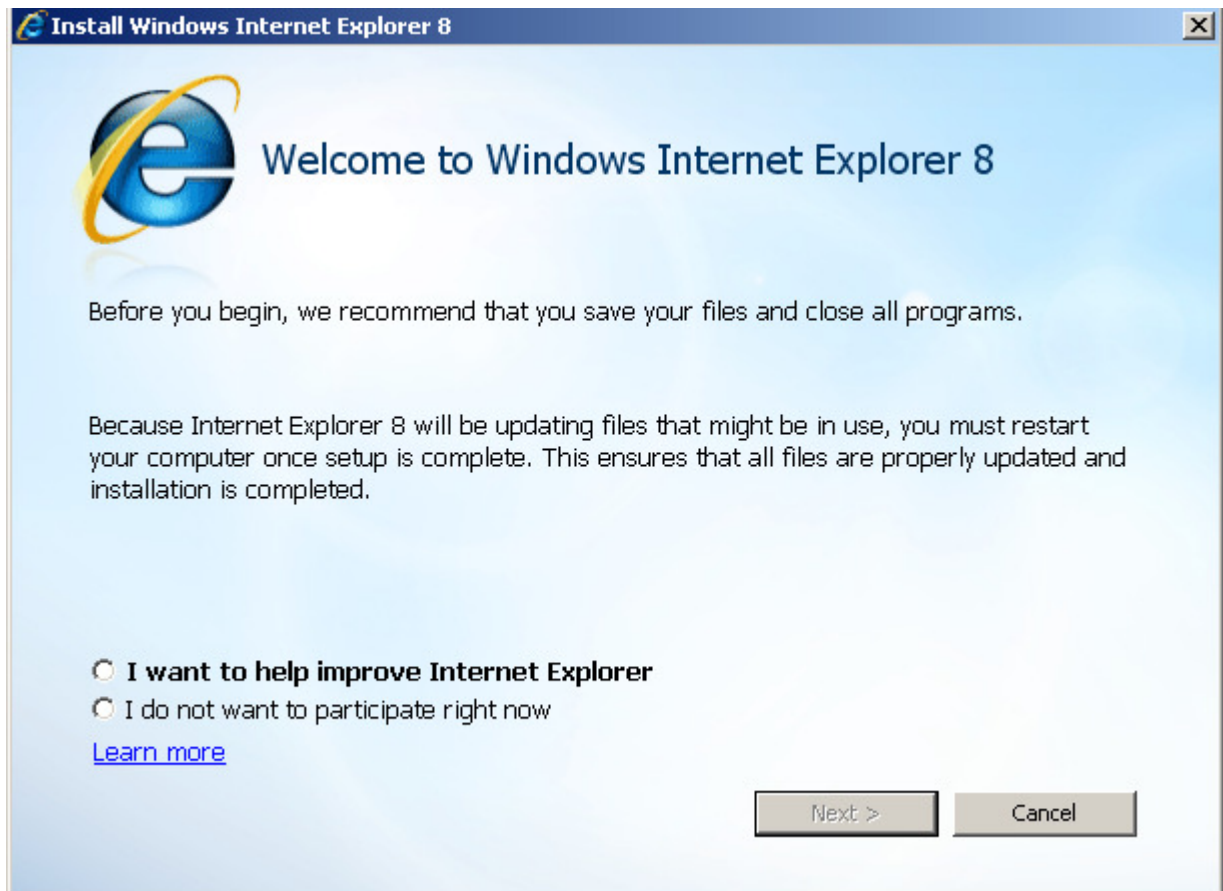 Install Windows Internet Explorer 8
Welcome to Windows Internet Explorer 8
Before you begin, we recommend that you save your files and close all programs.
Because Internet Explorer 8 will be updating files that might be in use, you must restart
your computer once setup is complete. This ensures that all files are properly updated and
installation is completed.
I want to help improve Internet Explorer
I do not want to participate right now
Learn more
Next >
Cancel